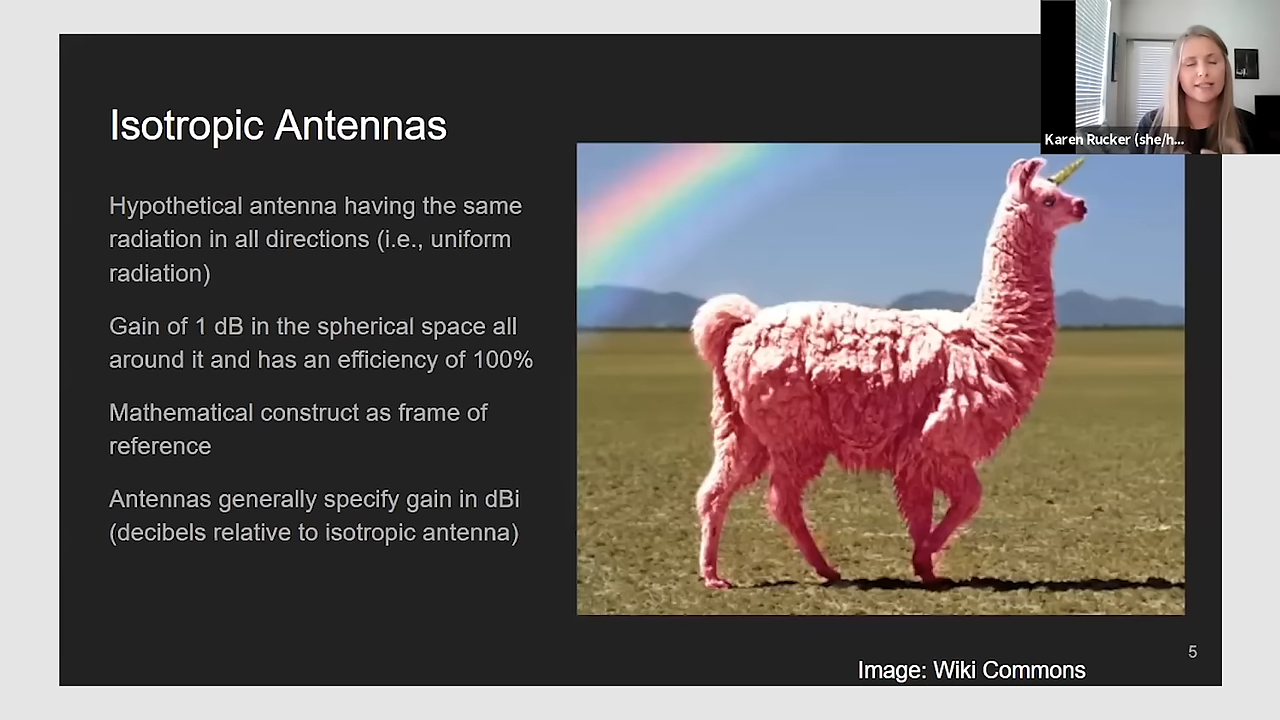 Karen Rucker (she/h...
Isotropic Antennas
Hypothetical antenna having the same
radiation in all directions (i.e., uniform
radiation)
Gain of 1 dB in the spherical space all
around it and has an efficiency of 100%
Mathematical construct as frame of
reference
Antennas generally specify gain in dBi
(decibels relative to isotropic antenna)
5
Image: Wiki Commons